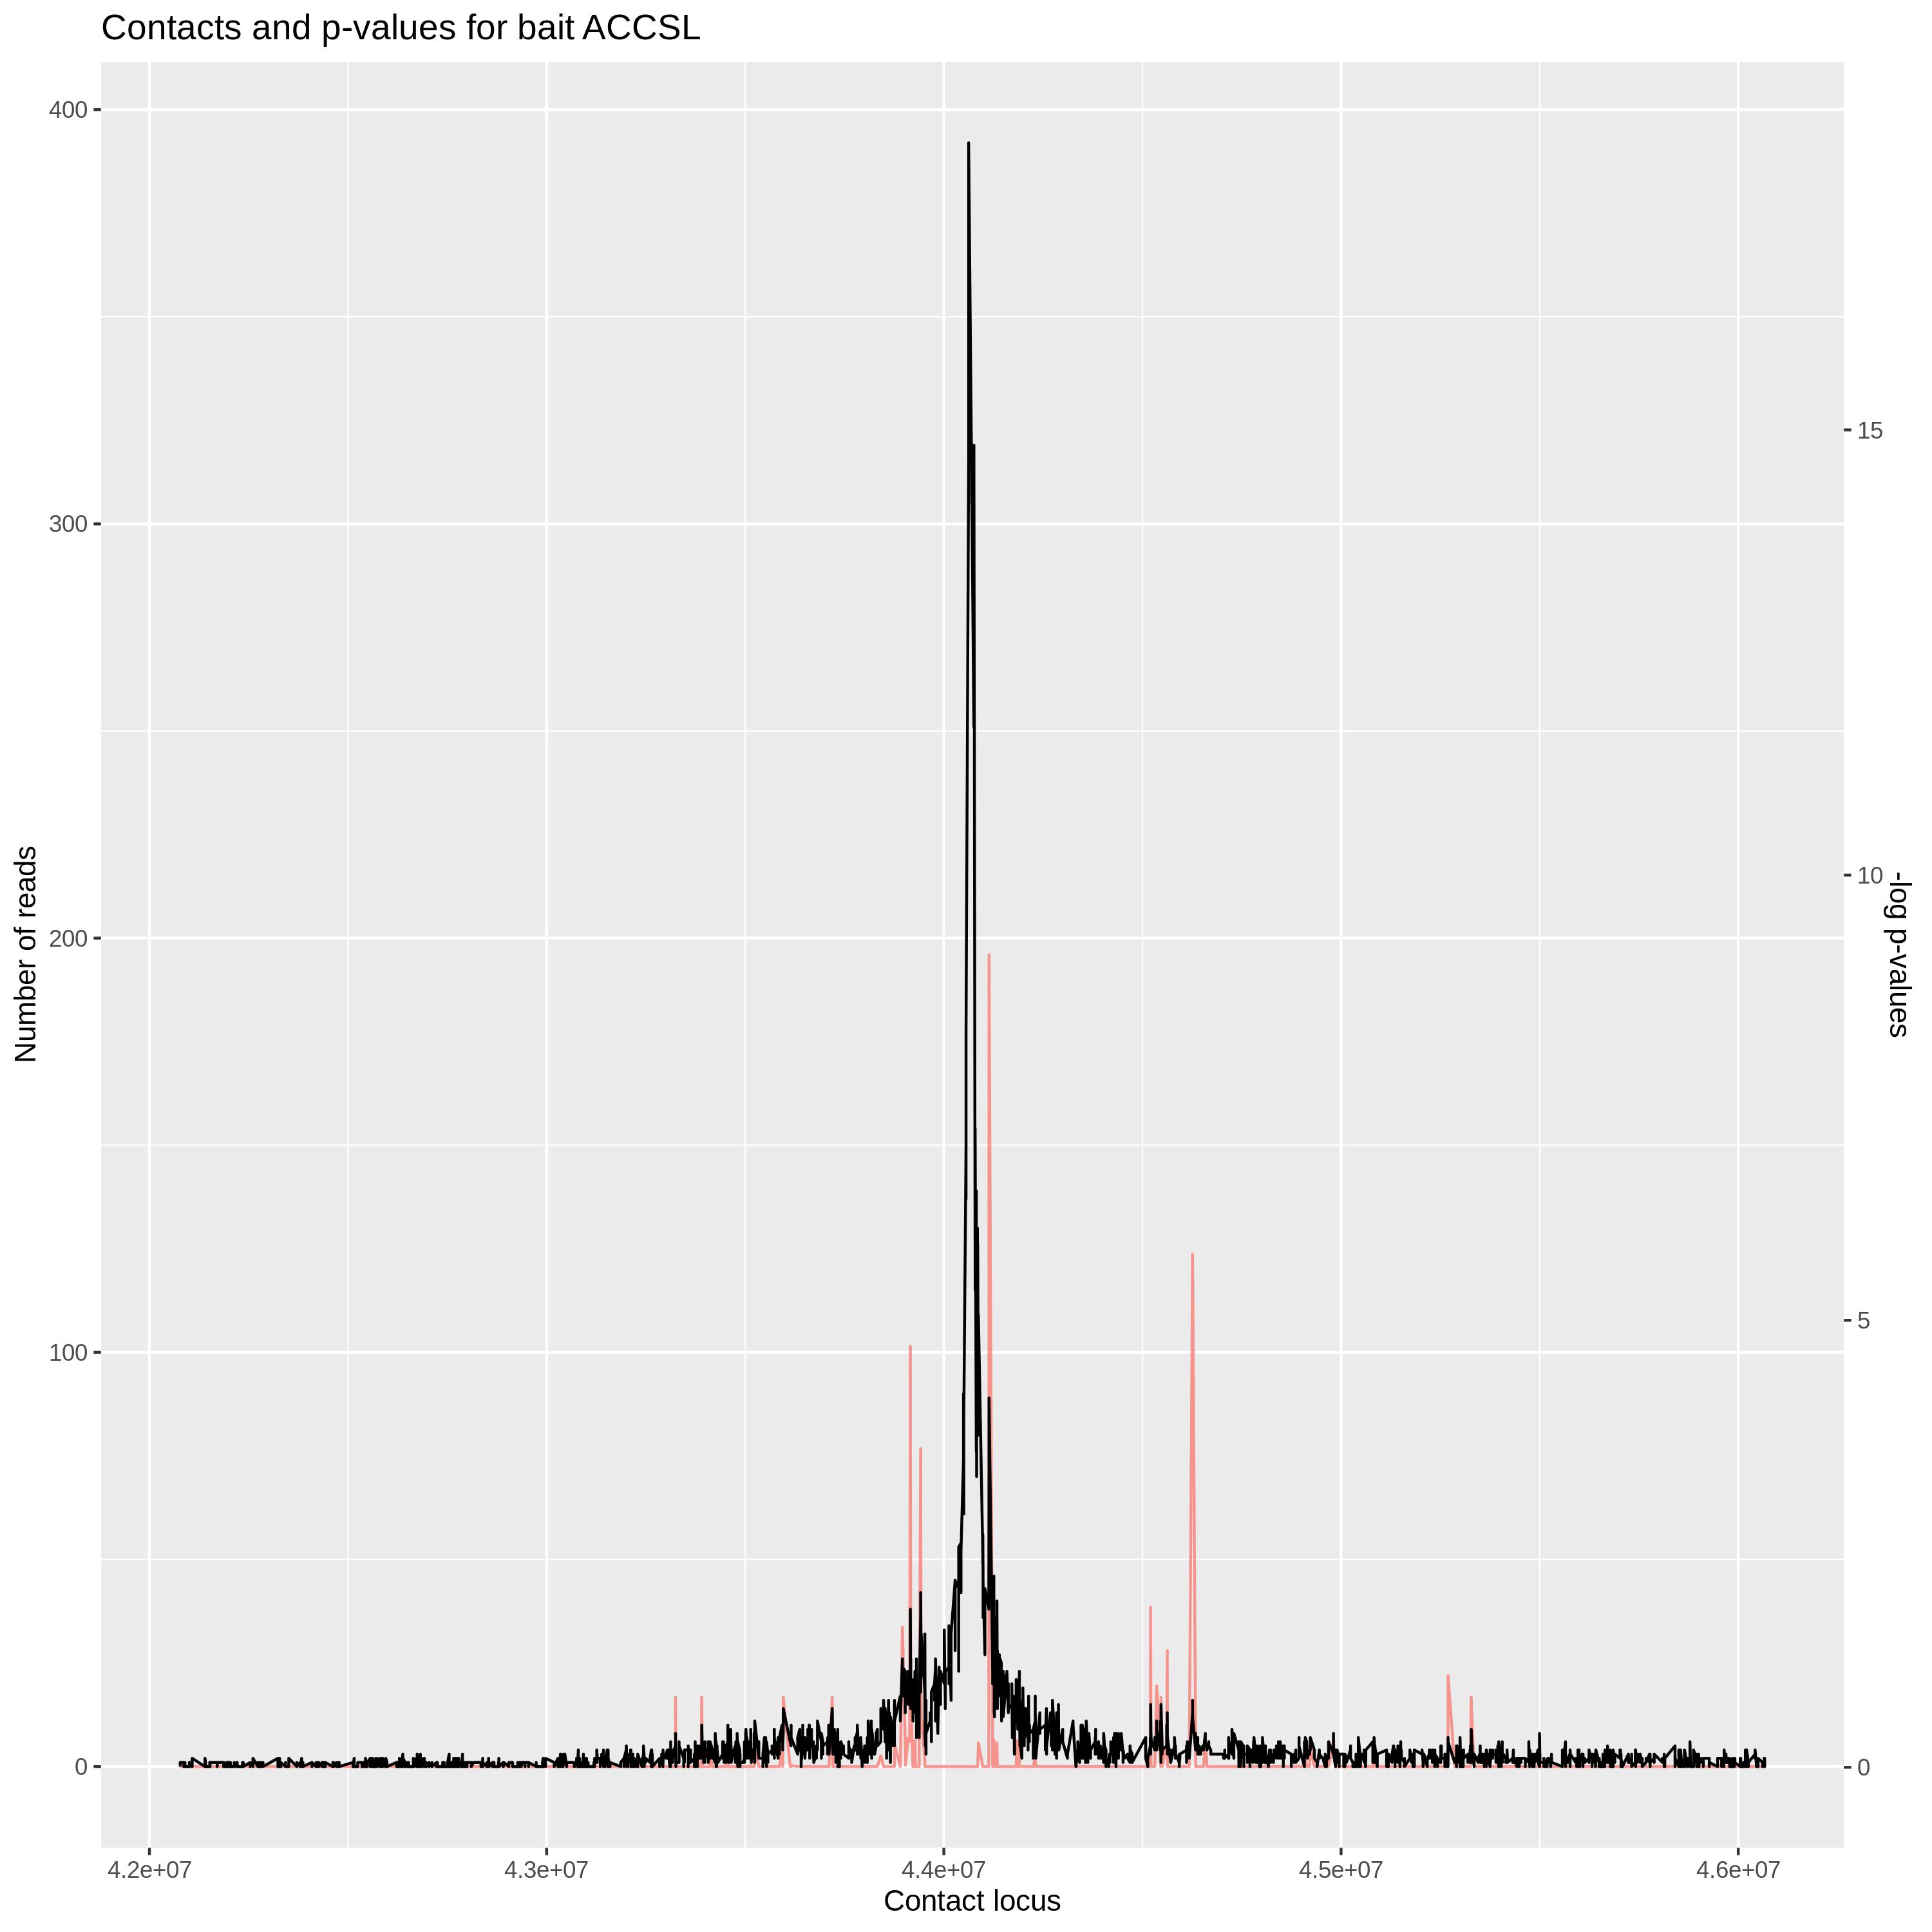 Contacts and p-values for bait ACCSL
400
300
200
100
0
15
10
5
0
Number of reads
-log p-values
4.2e+07 4.3e+07 4.4e+07 4.5e+07 4.6e+07
Contact locus